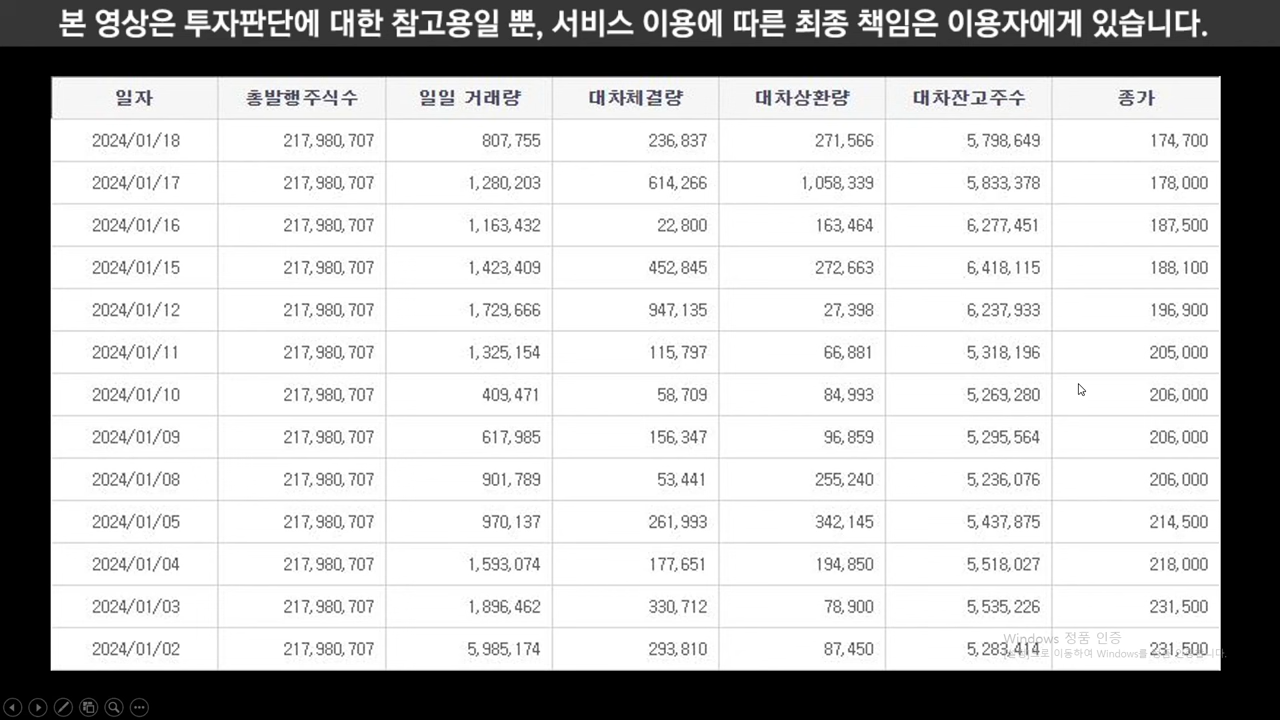 본 영상은 투자판단에 대한 참고용일 뿐, 서비스 이용에 따른 최종 책임은 이용자에게 있습니다.
일자 총발행주식수 일일 거래량 대차체결량 대차상환량 대차잔고주수 종가
2024/01/18 217,980,707 807,755 236,837 271,566 5,798,649 174,700
2024/01/17 217,980,707 1,280,203 614,266 1,058,339 5,833,378 178,000
2024/01/16 217,980,707 1,163,432 22,800 163,464 6,277,451 187,500
2024/01/15 217,980,707 1,423,409 452,845 272,663 6,418,115 188,100
2024/01/12 217,980,707 1,729,666 947,135 27,398 6,237,933 196,900
2024/01/11 217,980,707 1,325,154 115,797 66,881 5,318,196 205,000
2024/01/10 217,980,707 409,471 58,709 84,993 5,269,280 206,000
2024/01/09 217,980,707 617,985 156,347 96,859 5,295,564 206,000
2024/01/08 217,980,707 901,789 53,441 255,240 5,236,076 206,000
2024/01/05 217,980,707 970,137 261,993 342,145 5,437,875 214,500
2024/01/04 217,980,707 1,593,074 177,651 194,850 5,518,027 218,000
2024/01/03 217,980,707 1,896,462 330,712 78,900 5,535,226 231,500
2024/01/02 217,980,707 5,985,174 293,810 87,450 5,283,414 231,500
Windows 정품 인증
이동하여 Windows를